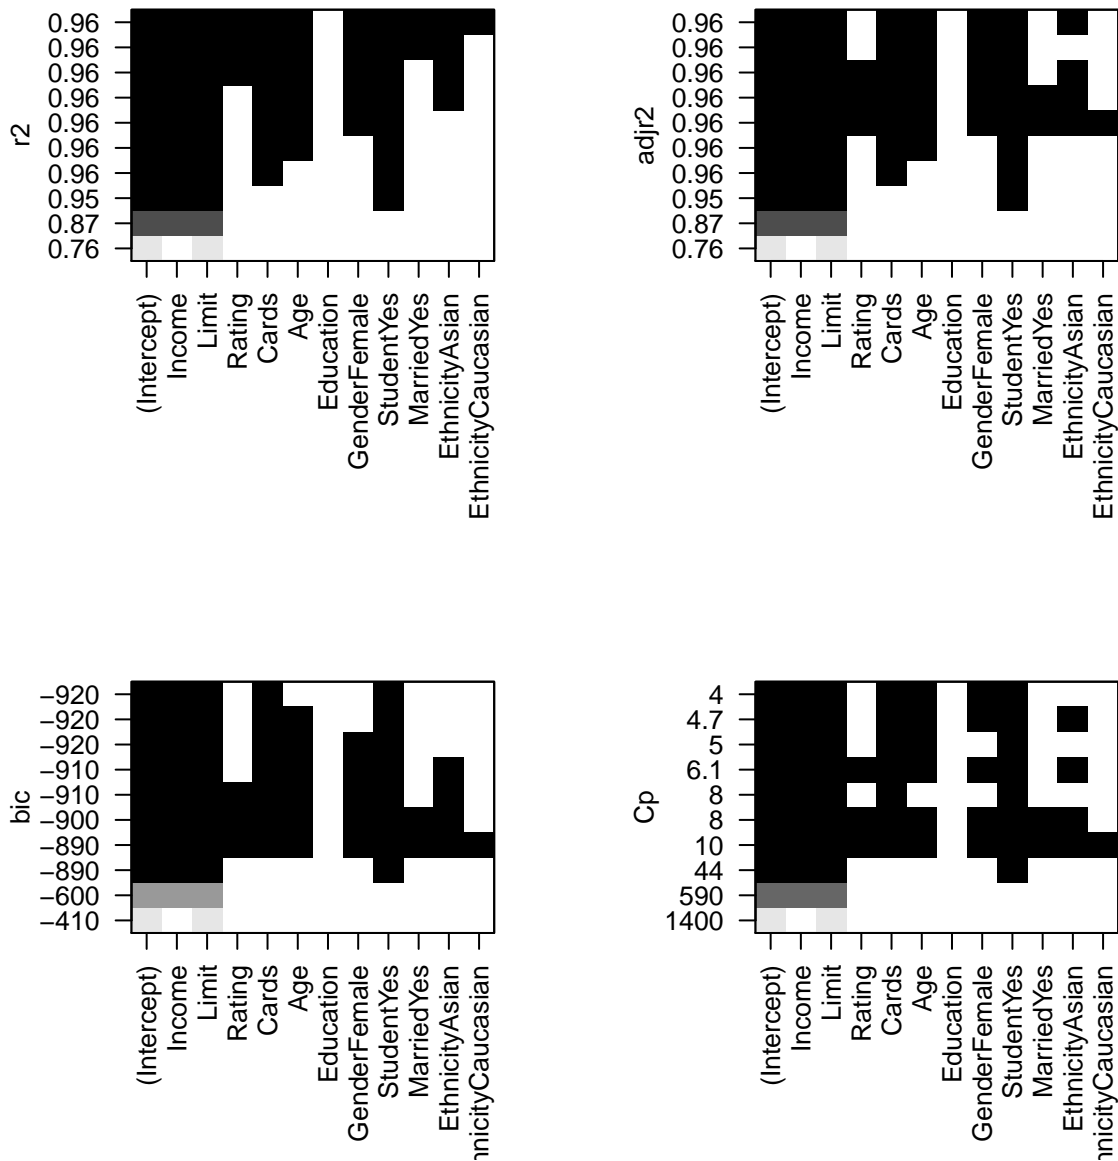 r2
0.96
0.96
0.96
0.96
0.96
0.96
0.96
0.95
0.87
0.76
(Intercept)
Income
Limit
Rating
Cards
Age
Education
GenderFemale
StudentYes
MarriedYes
EthnicityAsian
EthnicityCaucasian
adjr2
0.96
0.96
0.96
0.96
0.96
0.96
0.96
0.95
0.87
0.76
(Intercept)
Income
Limit
Rating
Cards
Age
Education
GenderFemale
StudentYes
MarriedYes
EthnicityAsian
EthnicityCaucasian
bic
−920
−920
−920
−910
−910
−900
−890
−890
−600
−410
(Intercept)
Income
Limit
Rating
Cards
Age
Education
GenderFemale
StudentYes
MarriedYes
EthnicityAsian
hnicityCaucasian
Cp
4
4.7
5
6.1
8
8
10
44
590
1400
(Intercept)
Income
Limit
Rating
Cards
Age
Education
GenderFemale
StudentYes
MarriedYes
EthnicityAsian
hnicityCaucasian